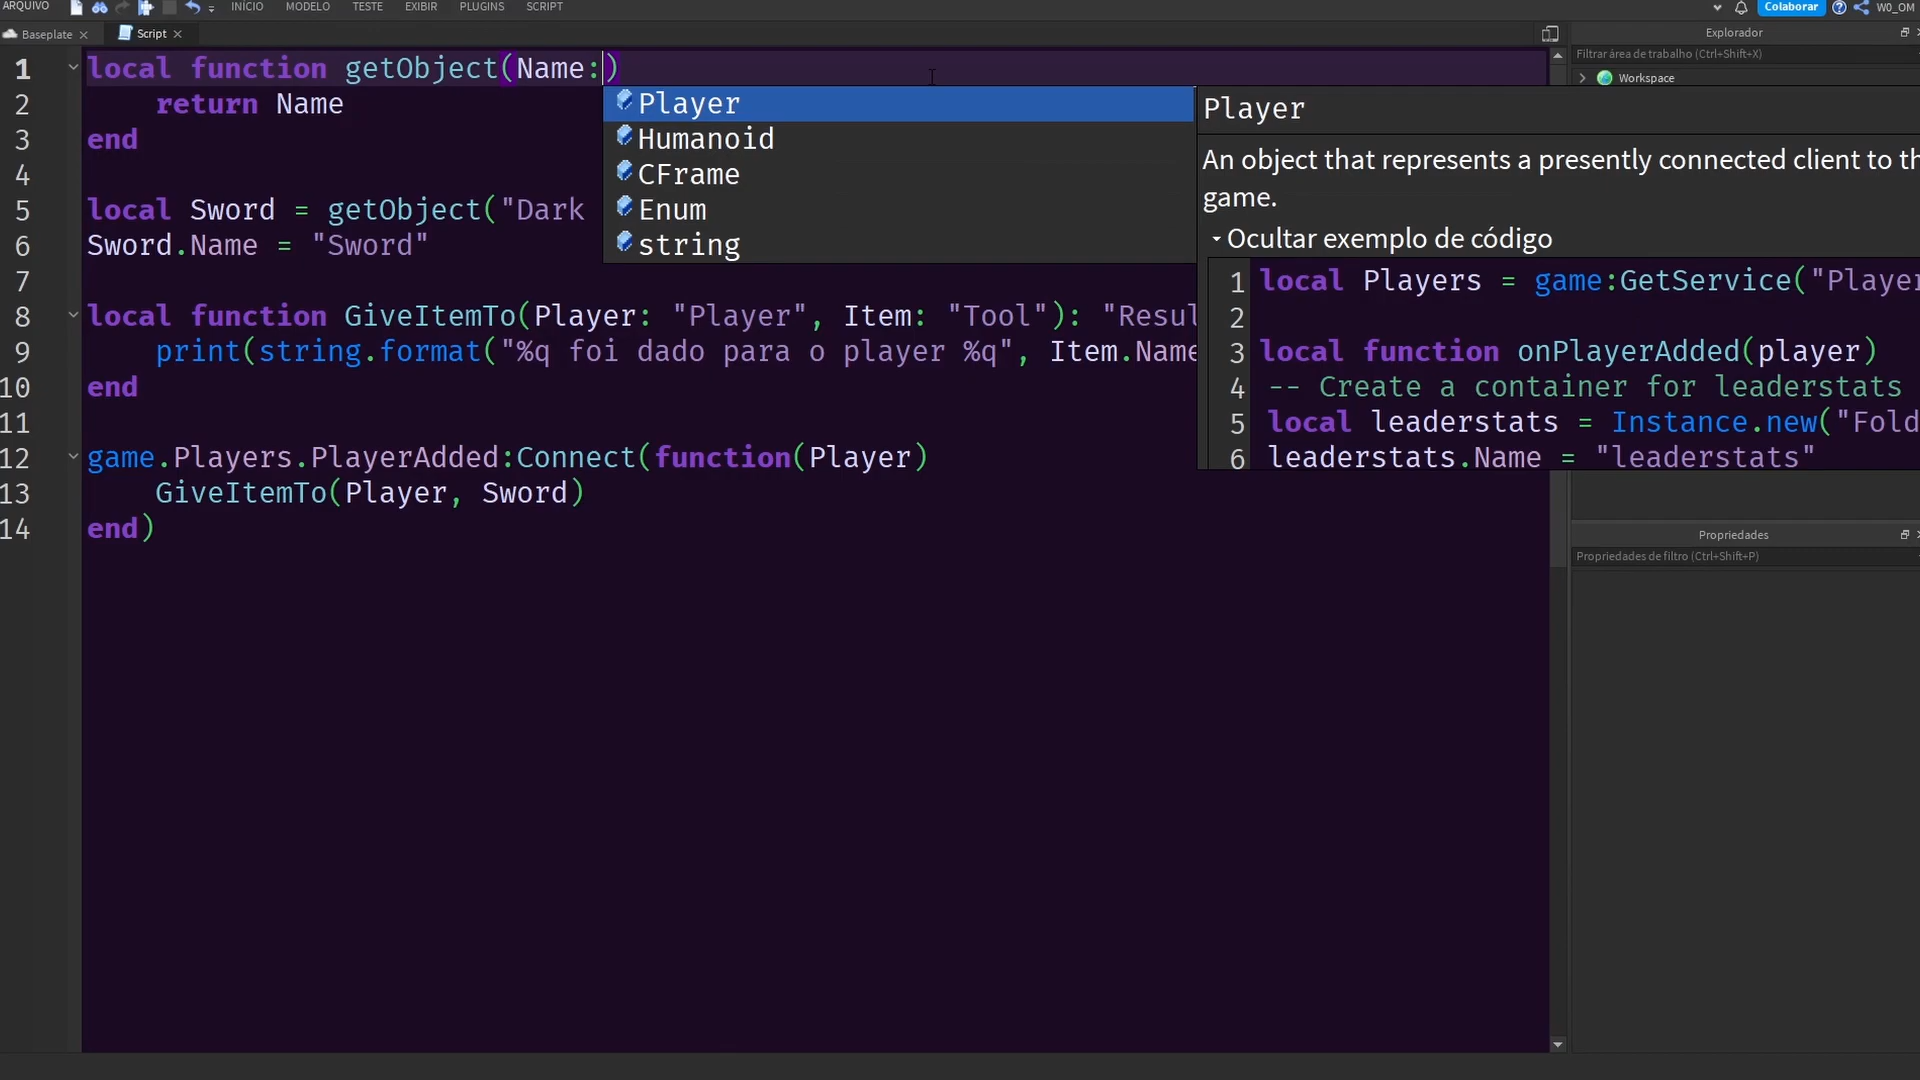 ARQUIVO INÍCIO MODELO TESTE EXIBIR PLUGINS SCRIPT Colaborar W0_OM
Baseplate Script Explorador
Filtrar área de trabalho (Ctrl+Shift+X)
Workspace
1 local function getObject(Name:)
2 return Name
3 end
4
5 local Sword = getObject("Dark
6 Sword.Name = "Sword"
7
8 local function GiveItemTo(Player: "Player", Item: "Tool"): "Resul
9 print(string.format("%q foi dado para o player %q", Item.Name
10 end
11
12 game.Players.PlayerAdded:Connect(function(Player)
13 GiveItemTo(Player, Sword)
14 end)
Player
Humanoid
CFrame
Enum
string
Player
An object that represents a presently connected client to th
game.
Ocultar exemplo de código
1 local Players = game:GetService("Player
2
3 local function onPlayerAdded(player)
4 -- Create a container for leaderstats
5 local leaderstats = Instance.new("Fold
6 leaderstats.Name = "leaderstats"
Propriedades
Propriedades de filtro (Ctrl+Shift+P)